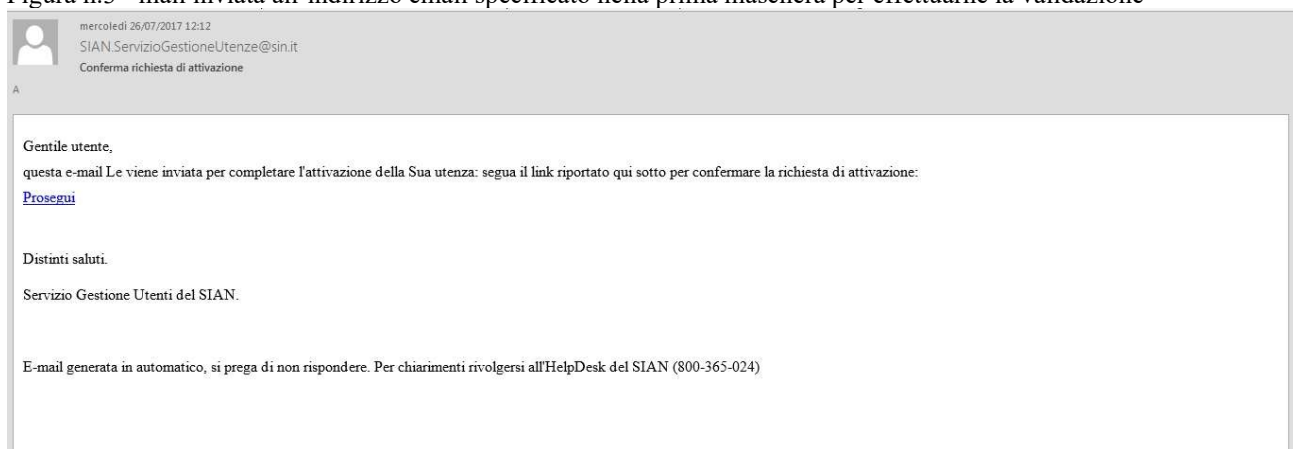 Figura n.3 - mail inviata all'indirizzo email specificato nella prima maschera per effettuarne la validazione
mercoledì 26/07/2017 12:12
SIAN.ServizioGestioneUtenze@sin.it
Conferma richiesta di attivazione
A
Gentile utente,
questa e-mail Le viene inviata per completare l'attivazione della Sua utenza: segua il link riportato qui sotto per confermare la richiesta di attivazione:
Prosegui
Distinti saluti.
Servizio Gestione Utenti del SIAN.
E-mail generata in automatico, si prega di non rispondere. Per chiarimenti rivolgersi all'HelpDesk del SIAN (800-365-024)